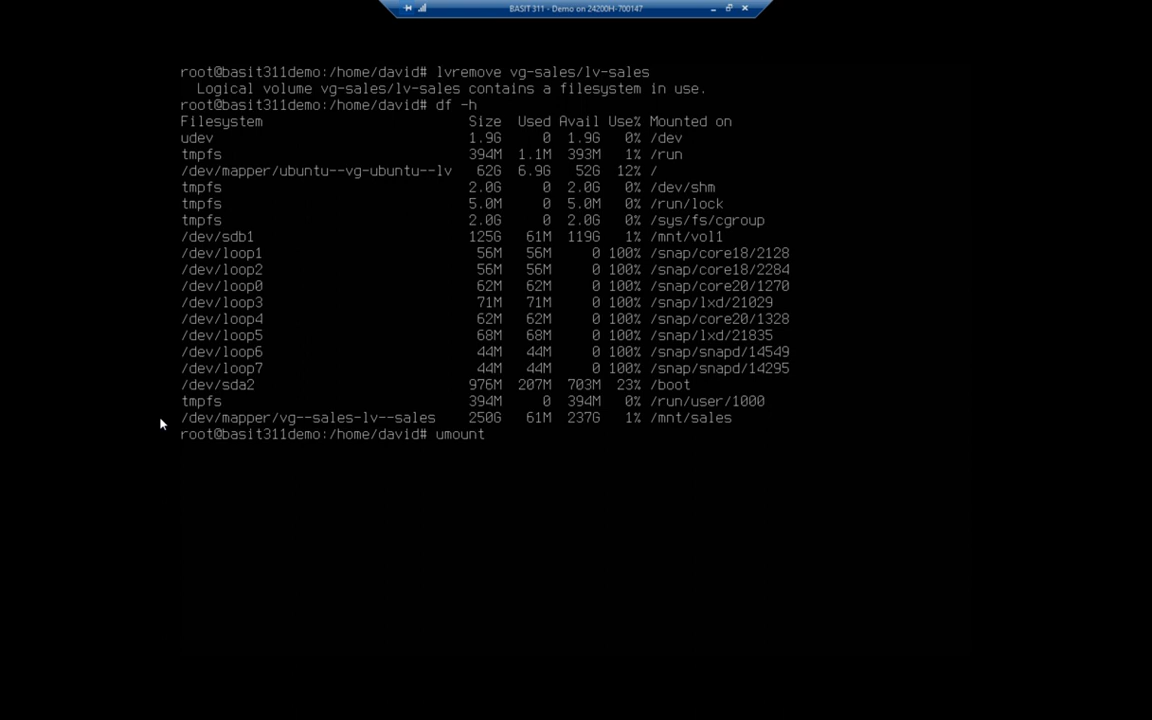 BASIT 311 - Demo on 24200H-700147
root@basit311demo:/home/david# lvremove vg-sales/lv-sales
  Logical volume vg-sales/lv-sales contains a filesystem in use.
root@basit311demo:/home/david# df -h
Filesystem                         Size  Used Avail Use% Mounted on
udev                               1.9G     0  1.9G   0% /dev
tmpfs                              394M  1.1M  393M   1% /run
/dev/mapper/ubuntu--vg-ubuntu--lv   62G  6.9G   52G  12% /
tmpfs                              2.0G     0  2.0G   0% /dev/shm
tmpfs                              5.0M     0  5.0M   0% /run/lock
tmpfs                              2.0G     0  2.0G   0% /sys/fs/cgroup
/dev/sdb1                          125G   61M  119G   1% /mnt/vol1
/dev/loop1                          56M   56M     0 100% /snap/core18/2128
/dev/loop2                          56M   56M     0 100% /snap/core18/2284
/dev/loop0                          62M   62M     0 100% /snap/core20/1270
/dev/loop3                          71M   71M     0 100% /snap/lxd/21029
/dev/loop4                          62M   62M     0 100% /snap/core20/1328
/dev/loop5                          68M   68M     0 100% /snap/lxd/21835
/dev/loop6                          44M   44M     0 100% /snap/snapd/14549
/dev/loop7                          44M   44M     0 100% /snap/snapd/14295
/dev/sda2                          976M  207M  703M  23% /boot
tmpfs                              394M     0  394M   0% /run/user/1000
/dev/mapper/vg--sales-lv--sales    250G   61M  237G   1% /mnt/sales
root@basit311demo:/home/david# umount